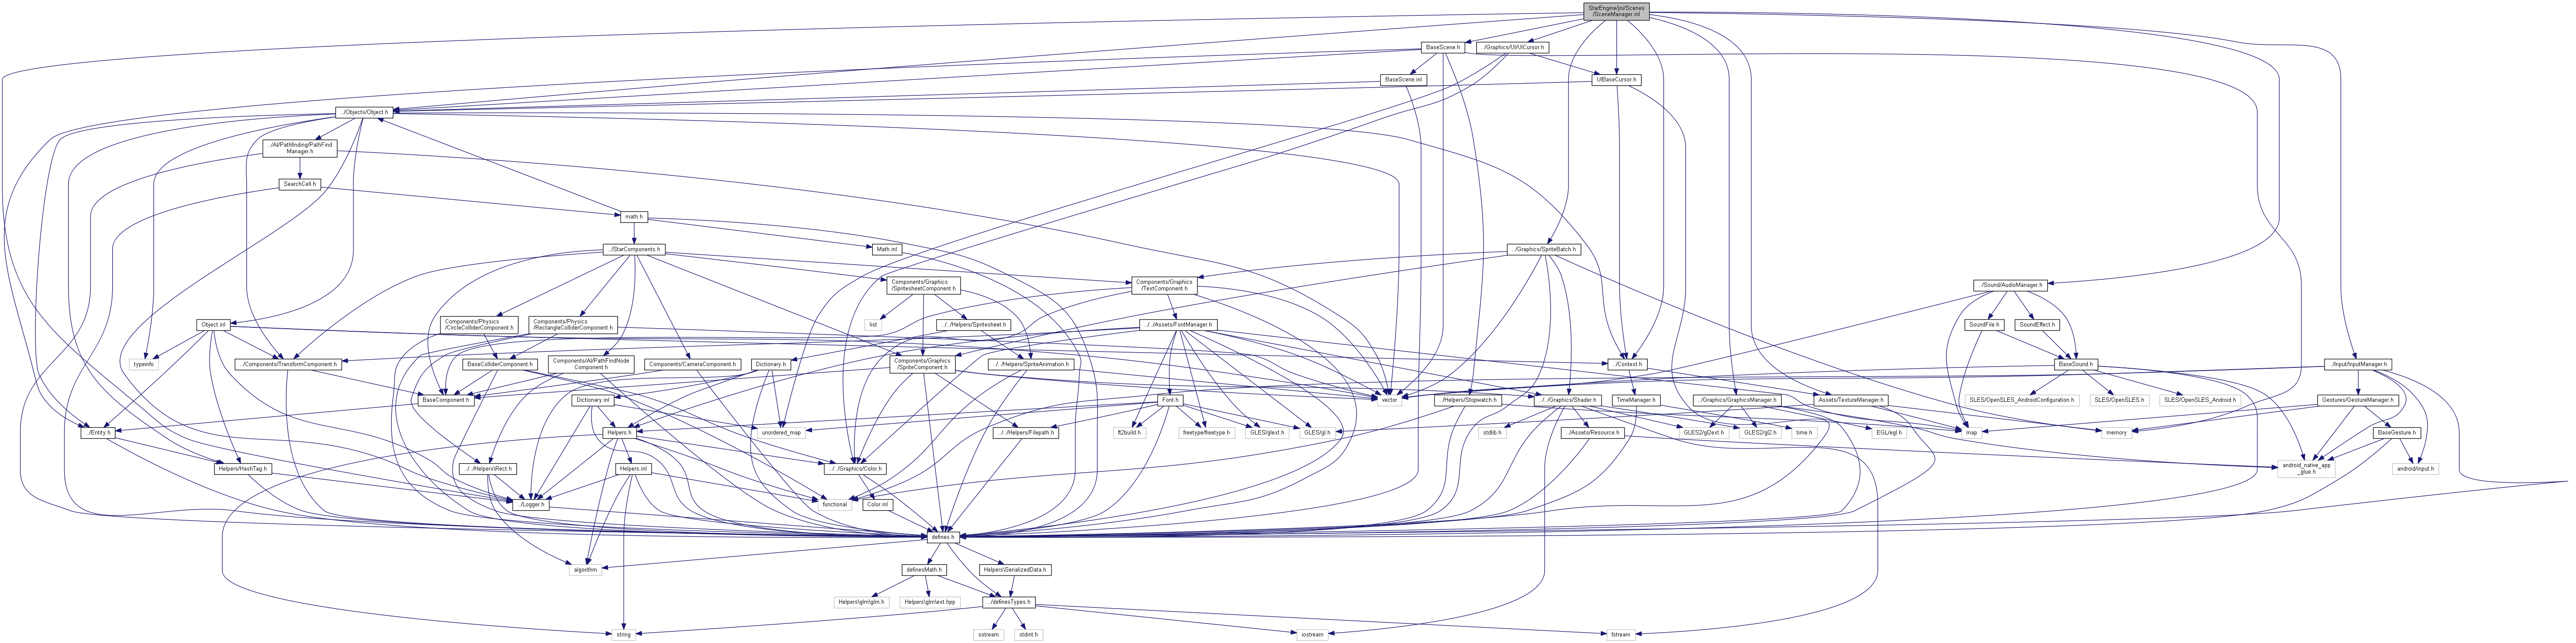 StarEngine/jni/Scenes
/SceneManager.inl
BaseScene.h
../Graphics/UI/UICursor.h
BaseScene.inl
UIBaseCursor.h
../Objects/Object.h
../AI/Pathfinding/PathFind
Manager.h
SearchCell.h
math.h
../StarComponents.h
Math.inl
../Graphics/SpriteBatch.h
Components/Graphics
/SpritesheetComponent.h
Components/Graphics
/TextComponent.h
../Sound/AudioManager.h
Object.inl
Components/Physics
/CircleColliderComponent.h
Components/Physics
/RectangleColliderComponent.h
list
../../Helpers/Spritesheet.h
../../Assets/FontManager.h
SoundFile.h
SoundEffect.h
typeinfo
../Components/TransformComponent.h
BaseColliderComponent.h
Components/AI/PathFindNode
Component.h
Components/CameraComponent.h
Dictionary.h
Components/Graphics
/SpriteComponent.h
../../Helpers/SpriteAnimation.h
../Context.h
BaseSound.h
../Input/InputManager.h
BaseComponent.h
Dictionary.inl
Font.h
vector
../Helpers/Stopwatch.h
../../Graphics/Shader.h
TimeManager.h
../Graphics/GraphicsManager.h
Assets/TextureManager.h
SLES/OpenSLES_AndroidConfiguration.h
SLES/OpenSLES.h
SLES/OpenSLES_Android.h
Gestures/GestureManager.h
../Entity.h
Helpers.h
unordered_map
../../Helpers/Filepath.h
ft2build.h
freetype/freetype.h
GLES/glext.h
GLES/gl.h
stdlib.h
../Assets/Resource.h
GLES2/gl2ext.h
GLES2/gl2.h
time.h
EGL/egl.h
map
memory
BaseGesture.h
Helpers/HashTag.h
../../Helpers\Rect.h
Helpers.inl
../../Graphics/Color.h
android_native_app
_glue.h
android/input.h
../Logger.h
functional
Color.inl
defines.h
algorithm
definesMath.h
Helpers\SerializedData.h
Helpers\glm\glm.h
Helpers\glm\ext.hpp
../definesTypes.h
string
sstream
stdint.h
iostream
fstream